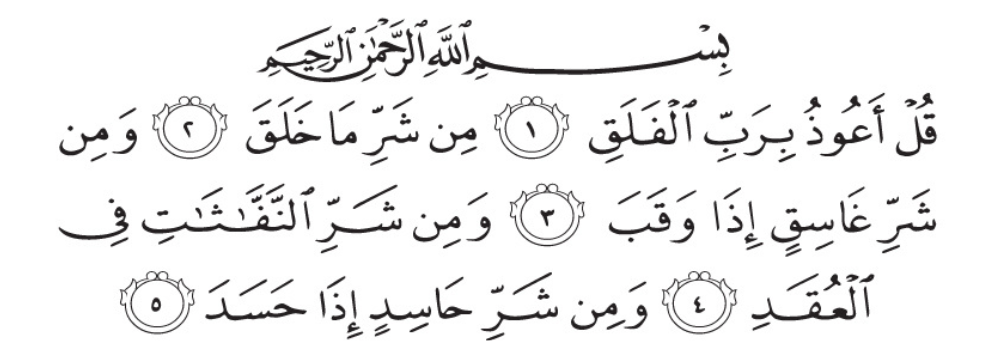 بِسْمِ ٱللَّهِ ٱلرَّحْمَٰنِ ٱلرَّحِيمِ
قُلْ أَعُوذُ بِرَبِّ ٱلْفَلَقِ ١ مِن شَرِّ مَا خَلَقَ ٢ وَمِن
شَرِّ غَاسِقٍ إِذَا وَقَبَ ٣ وَمِن شَرِّ ٱلنَّفَّٰثَٰتِ فِى
ٱلْعُقَدِ ٤ وَمِن شَرِّ حَاسِدٍ إِذَا حَسَدَ ٥